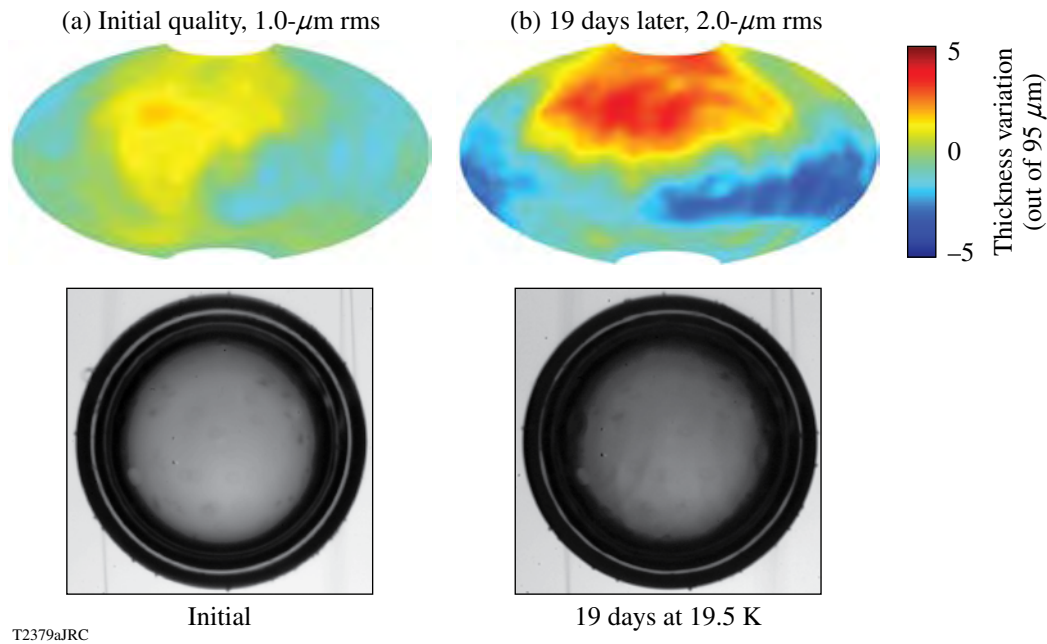 (a) Initial quality, 1.0-μm rms
(b) 19 days later, 2.0-μm rms
5
0
–5
Thickness variation
(out of 95 μm)
Initial
19 days at 19.5 K
T2379aJRC